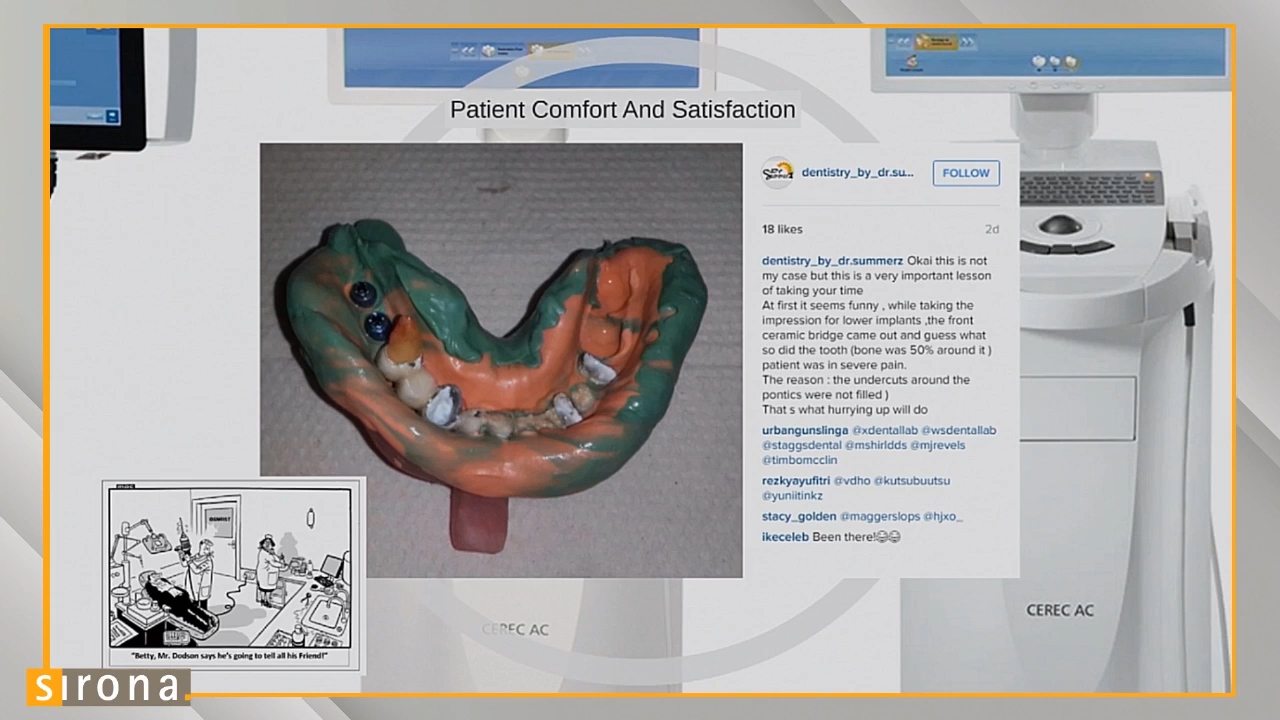 Patient Comfort And Satisfaction
dentistry_by_dr.su...
FOLLOW
18 likes
2d
dentistry_by_dr.summerz Okai this is not
my case but this is a very important lesson
of taking your time
At first it seems funny , while taking the
impression for lower implants ,the front
ceramic bridge came out and guess what
so did the tooth (bone was 50% around it )
patient was in severe pain.
The reason : the undercuts around the
pontics were not filled )
That s what hurrying up will do
urbangunslinga @xdentallab @wsdentallab
@staggsdental @mshirldds @mjrevels
@timbomcclin
rezkyayufitri @vdho @kutsubuutsu
@yuniitinkz
stacy_golden @maggerslops @hjxo_
ikeceleb Been there!😂😂
DENTIST
"Betty, Mr. Dodson says he's going to tell all his Friend!"
CEREC AC
CEREC AC
sirona.